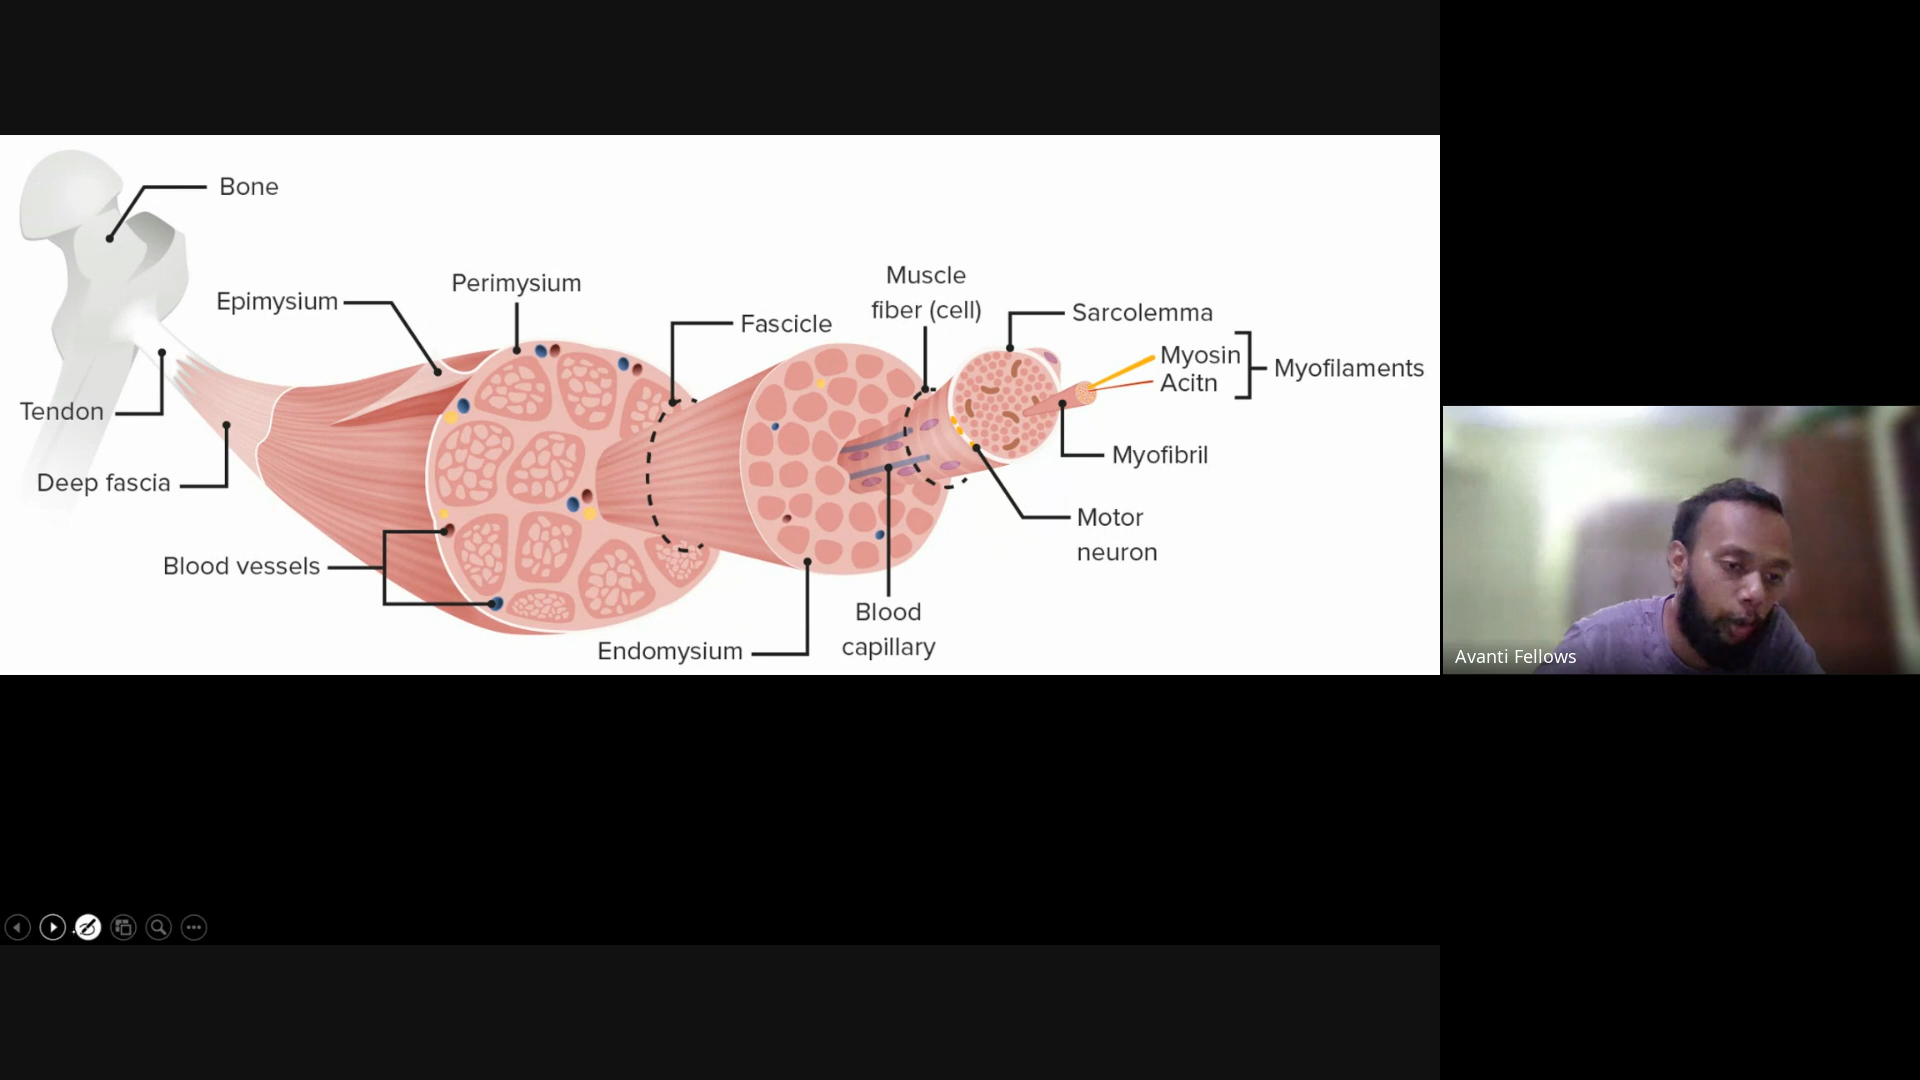 Bone
Epimysium
Perimysium
Fascicle
Muscle
fiber (cell)
Sarcolemma
Myosin
Acitn
Myofilaments
Tendon
Deep fascia
Myofibril
Blood vessels
Motor
neuron
Blood
capillary
Endomysium
Avanti Fellows